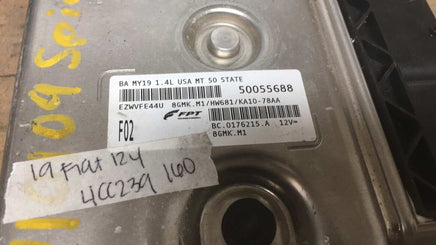 BA MY19 1.4L USA MT 50 STATE
50055688
EZWVFE44U 8GMK.M1/HW681/KA10-78AA
F02
FPT
BC.0176215.A 12V=
8GMK.M1
19 Fiat 124
4CC239 160